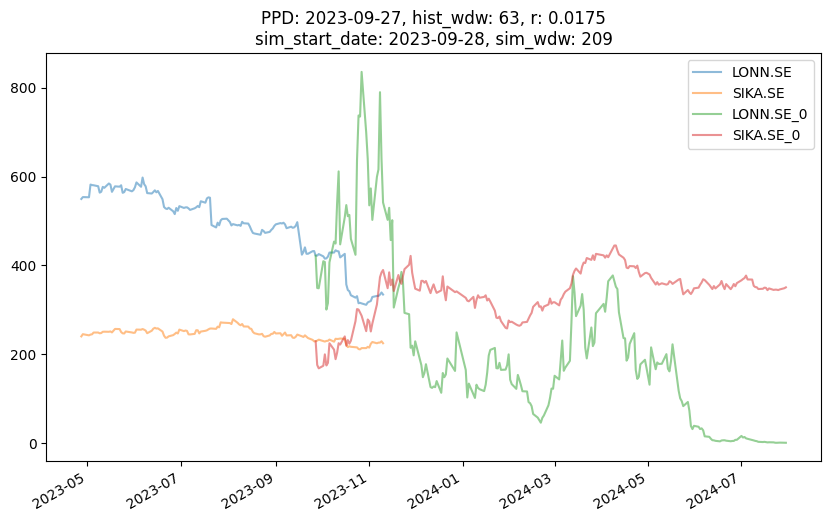 PPD: 2023-09-27, hist_wdw: 63, r: 0.0175
sim_start_date: 2023-09-28, sim_wdw: 209
LONN.SE
SIKA.SE
LONN.SE_0
SIKA.SE_0
800
600
400
200
0
2023-05
2023-07
2023-09
2023-11
2024-01
2024-03
2024-05
2024-07